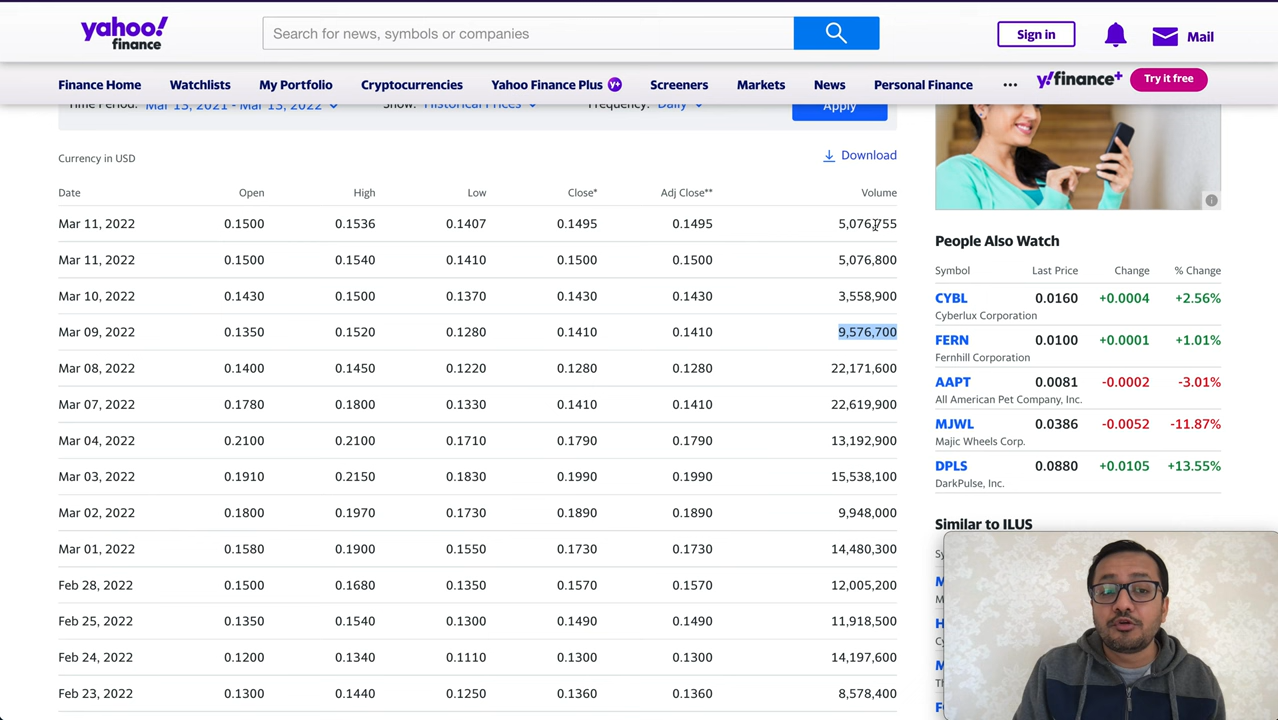 yahoo!
finance
Search for news, symbols or companies
Sign in
Mail
Finance Home
Watchlists
My Portfolio
Cryptocurrencies
Yahoo Finance Plus Y+
Screeners
Markets
News
Personal Finance
...
y!finance+
Try it free
Time Period: Mar 13, 2021 - Mar 13, 2022
Show: Historical Prices
Frequency: Daily
Apply
Currency in USD
Download
Date Open High Low Close* Adj Close** Volume
Mar 11, 2022 0.1500 0.1536 0.1407 0.1495 0.1495 5,076,755
Mar 11, 2022 0.1500 0.1540 0.1410 0.1500 0.1500 5,076,800
Mar 10, 2022 0.1430 0.1500 0.1370 0.1430 0.1430 3,558,900
Mar 09, 2022 0.1350 0.1520 0.1280 0.1410 0.1410 9,576,700
Mar 08, 2022 0.1400 0.1450 0.1220 0.1280 0.1280 22,171,600
Mar 07, 2022 0.1780 0.1800 0.1330 0.1410 0.1410 22,619,900
Mar 04, 2022 0.2100 0.2100 0.1710 0.1790 0.1790 13,192,900
Mar 03, 2022 0.1910 0.2150 0.1830 0.1990 0.1990 15,538,100
Mar 02, 2022 0.1800 0.1970 0.1730 0.1890 0.1890 9,948,000
Mar 01, 2022 0.1580 0.1900 0.1550 0.1730 0.1730 14,480,300
Feb 28, 2022 0.1500 0.1680 0.1350 0.1570 0.1570 12,005,200
Feb 25, 2022 0.1350 0.1540 0.1300 0.1490 0.1490 11,918,500
Feb 24, 2022 0.1200 0.1340 0.1110 0.1300 0.1300 14,197,600
Feb 23, 2022 0.1300 0.1440 0.1250 0.1360 0.1360 8,578,400
People Also Watch
Symbol Last Price Change % Change
CYBL 0.0160 +0.0004 +2.56%
Cyberlux Corporation
FERN 0.0100 +0.0001 +1.01%
Fernhill Corporation
AAPT 0.0081 -0.0002 -3.01%
All American Pet Company, Inc.
MJWL 0.0386 -0.0052 -11.87%
Majic Wheels Corp.
DPLS 0.0880 +0.0105 +13.55%
DarkPulse, Inc.
Similar to ILUS